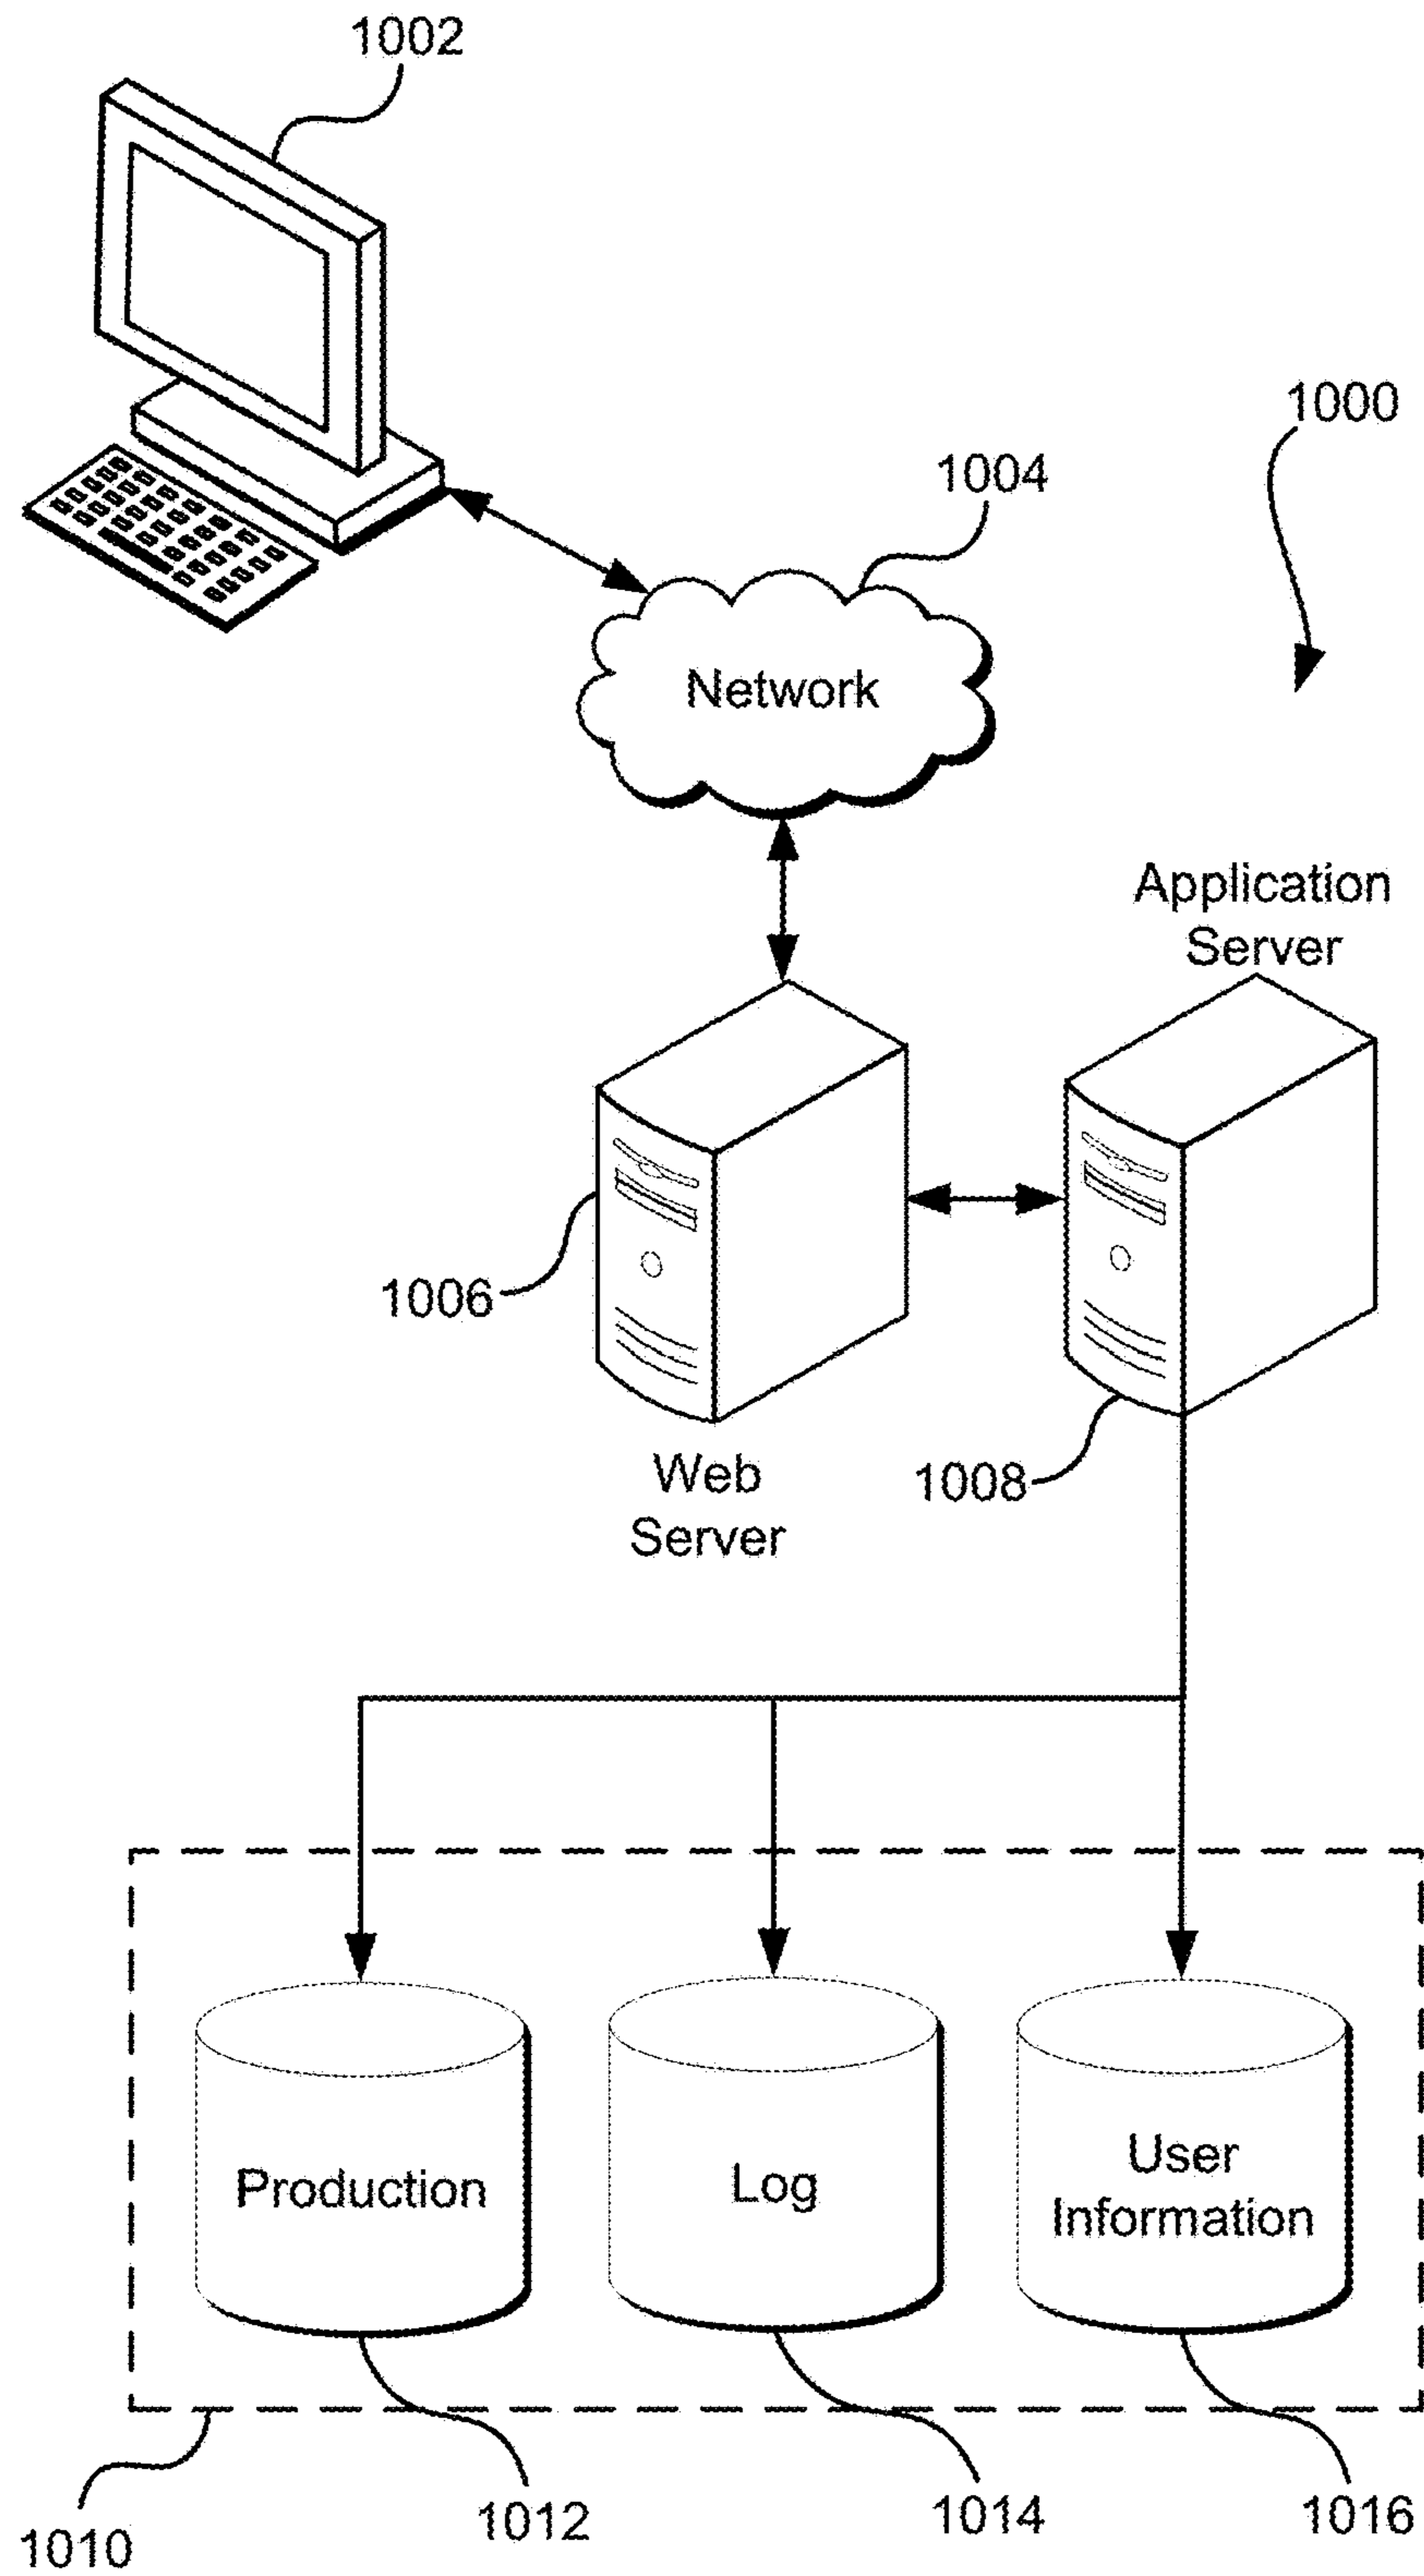 1002
1000
1004
Network
Application
Server
1006
Web
Server
1008
Production
Log
User
Information
1010
1012
1014
1016